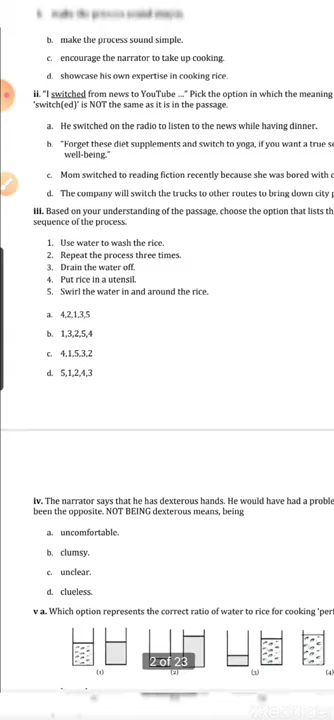 b. make the process sound simple.
c. encourage the narrator to take up cooking.
d. showcase his own expertise in cooking rice.
ii. "I switched from news to YouTube ..." Pick the option in which the meaning
'switch(ed)' is NOT the same as it is in the passage.
a. He switched on the radio to listen to the news while having dinner.
b. "Forget these diet supplements and switch to yoga, if you want a true
well-being."
c. Mom switched to reading fiction recently because she was bored with
d. The company will switch the trucks to other routes to bring down city
iii. Based on your understanding of the passage, choose the option that lists
sequence of the process.
1. Use water to wash the rice.
2. Repeat the process three times.
3. Drain the water off.
4. Put rice in a utensil.
5. Swirl the water in and around the rice.
a. 4,2,1,3,5
b. 1,3,2,5,4
c. 4,1,5,3,2
d. 5,1,2,4,3
iv. The narrator says that he has dexterous hands. He would have had a
been the opposite. NOT BEING dexterous means, being
a. uncomfortable.
b. clumsy.
c. unclear.
d. clueless.
v a. Which option represents the correct ratio of water to rice for cooking
2 of 23
(1) (2) (3) (4)